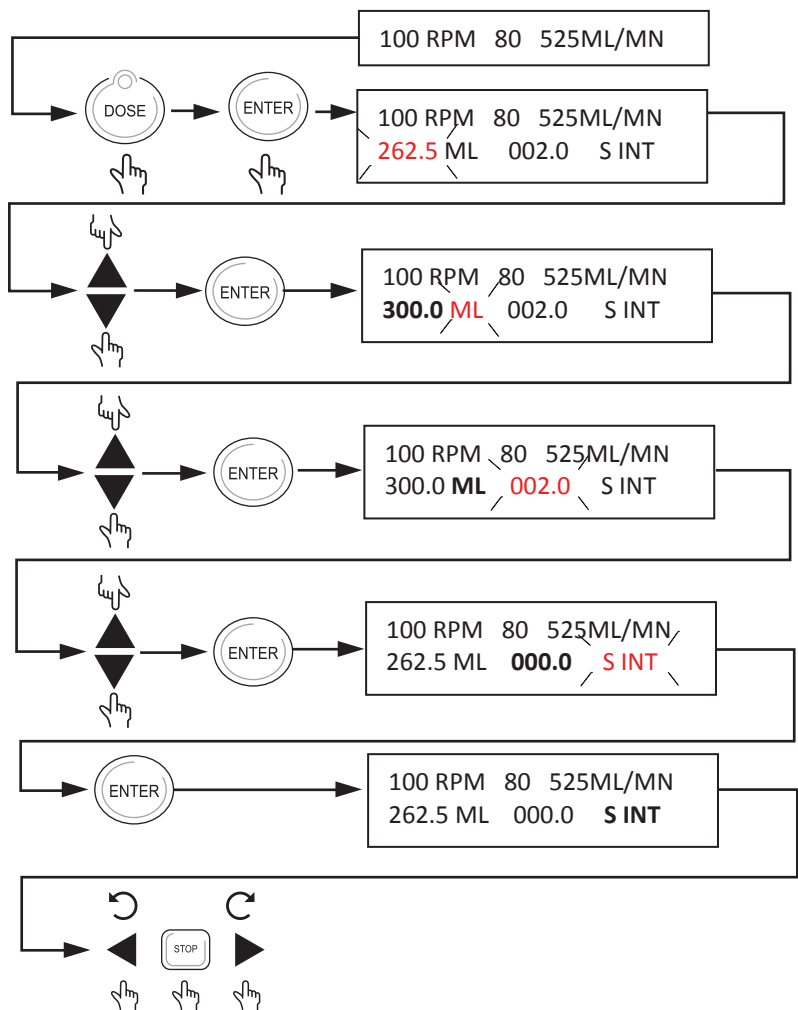 100 RPM 80 525ML/MN
DOSE
ENTER
100 RPM 80 525ML/MN
262.5 ML 002.0 S INT
ENTER
100 RPM 80 525ML/MN
300.0 ML 002.0 S INT
ENTER
100 RPM 80 525ML/MN
300.0 ML 002.0 S INT
ENTER
100 RPM 80 525ML/MN
262.5 ML 000.0 S INT
ENTER
100 RPM 80 525ML/MN
262.5 ML 000.0 S INT
STOP